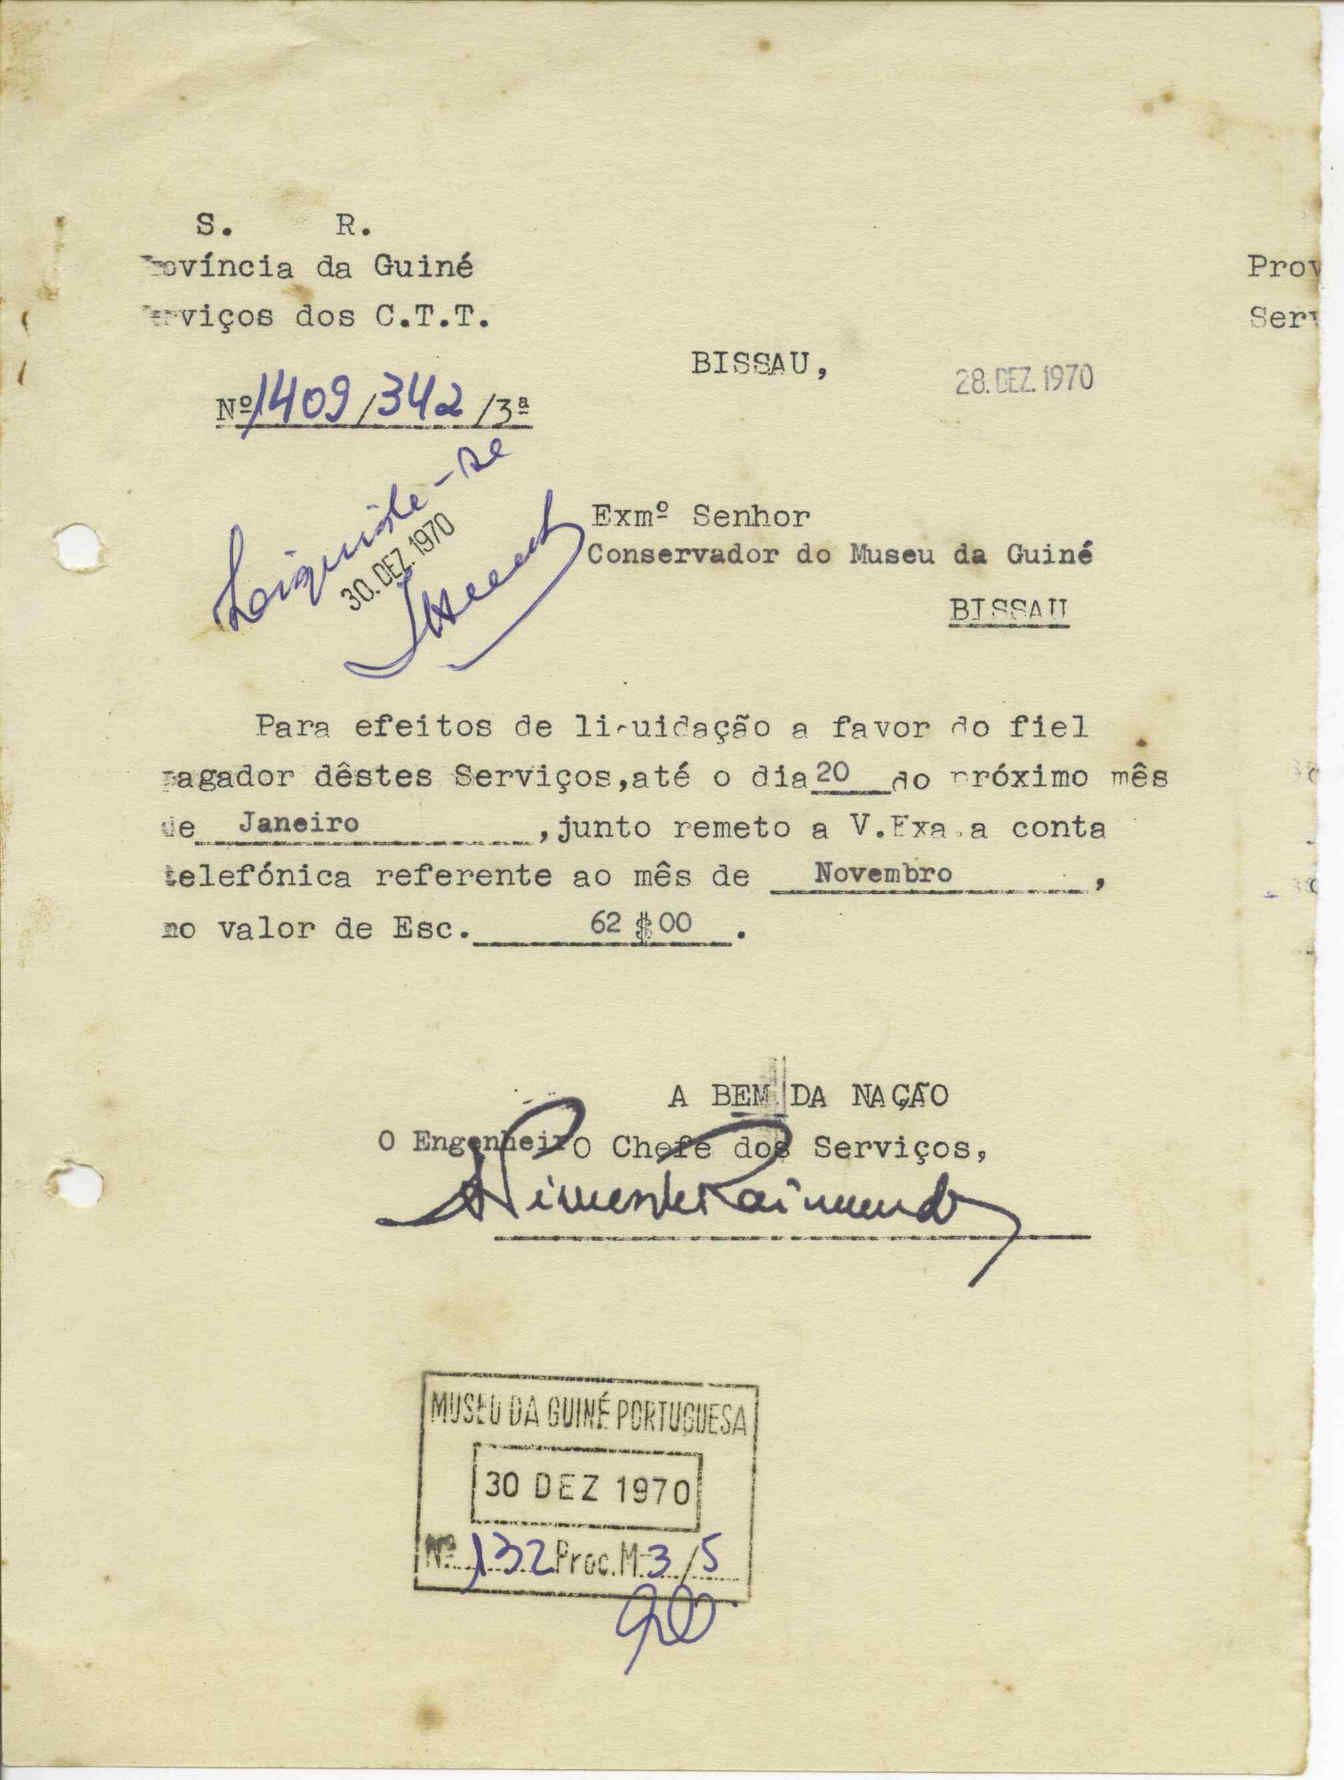 S. R.
Província da Guiné
Prov
Serviços dos C.T.T.
Serv
BISSAU, 28. DEZ. 1970
Nº 1409/342/3ª
Liquide-se
30. DEZ. 1970
Exmº Senhor
Conservador do Museu da Guiné
BISSAU
Para efeitos de liquidação a favor do fiel
pagador dêstes Serviços,até o dia 20 do próximo mês
de Janeiro ,junto remeto a V.Exa.a conta
telefónica referente ao mês de Novembro ,
no valor de Esc. 62$00 .
A BEM DA NAÇÃO
O Engenheiro Chefe dos Serviços,
Raimundo
MUSEU DA GUINÉ PORTUGUESA
30 DEZ 1970
Nº 132 Proc. M-3/5